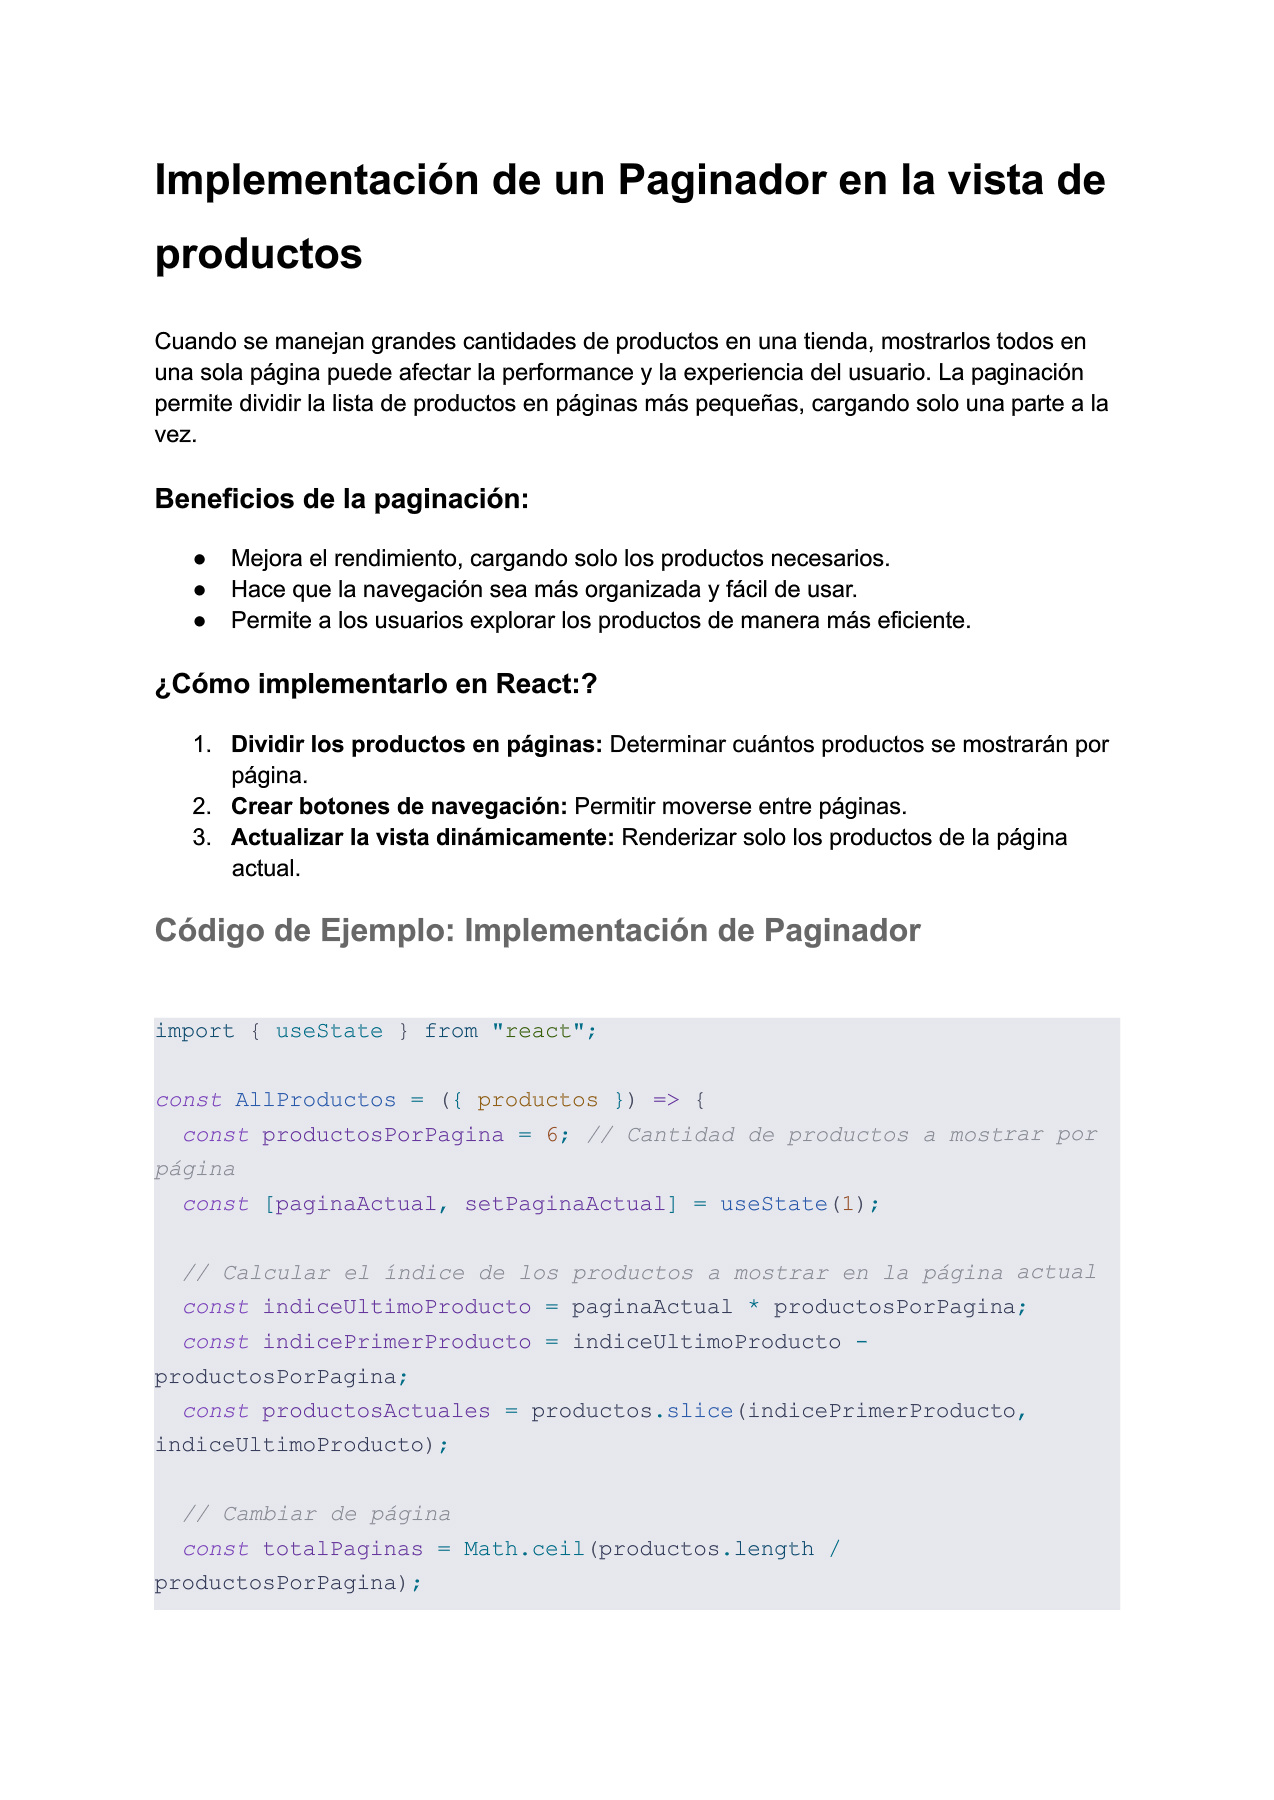 Implementación de un Paginador en la vista de
productos
Cuando se manejan grandes cantidades de productos en una tienda, mostrarlos todos en
una sola página puede afectar la performance y la experiencia del usuario. La paginación
permite dividir la lista de productos en páginas más pequeñas, cargando solo una parte a la
vez.
Beneficios de la paginación:
● Mejora el rendimiento, cargando solo los productos necesarios.
● Hace que la navegación sea más organizada y fácil de usar.
● Permite a los usuarios explorar los productos de manera más eficiente.
¿Cómo implementarlo en React:?
1. Dividir los productos en páginas: Determinar cuántos productos se mostrarán por
página.
2. Crear botones de navegación: Permitir moverse entre páginas.
3. Actualizar la vista dinámicamente: Renderizar solo los productos de la página
actual.
Código de Ejemplo: Implementación de Paginador
import { useState } from "react";
const AllProductos = ({ productos }) => {
  const productosPorPagina = 6; // Cantidad de productos a mostrar por
página
  const [paginaActual, setPaginaActual] = useState(1);
  // Calcular el índice de los productos a mostrar en la página actual
  const indiceUltimoProducto = paginaActual * productosPorPagina;
  const indicePrimerProducto = indiceUltimoProducto -
productosPorPagina;
  const productosActuales = productos.slice(indicePrimerProducto,
indiceUltimoProducto);
  // Cambiar de página
  const totalPaginas = Math.ceil(productos.length /
productosPorPagina);